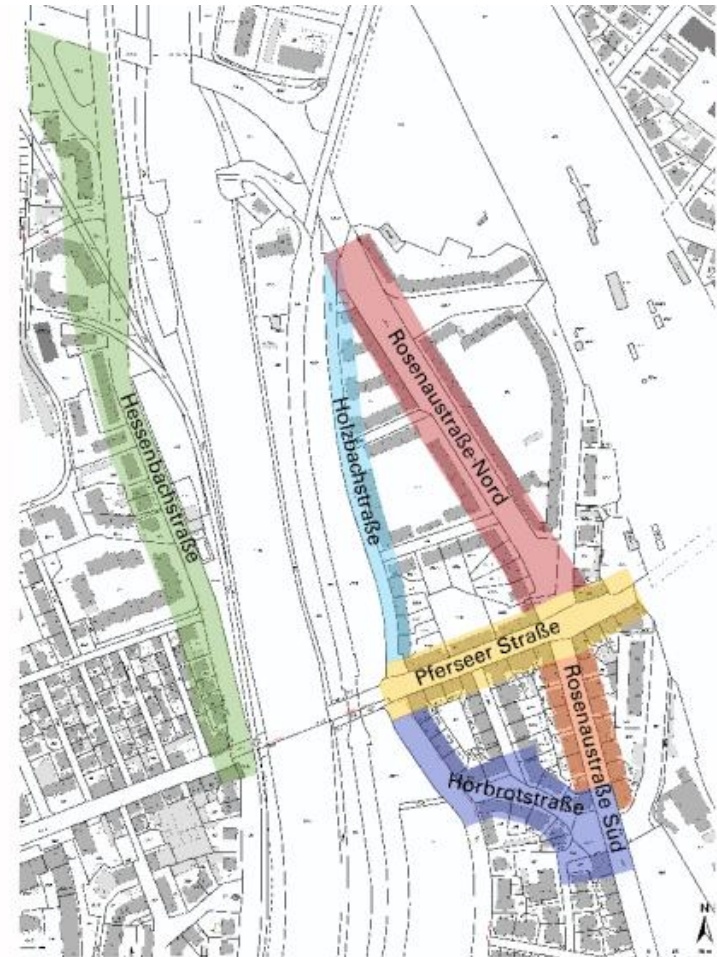 Rosenaustraße-Nord
Holzbachstraße
Hessenbachstraße
Pferseer Straße
Rosenaustraße Süd
Hörbrotstraße
N